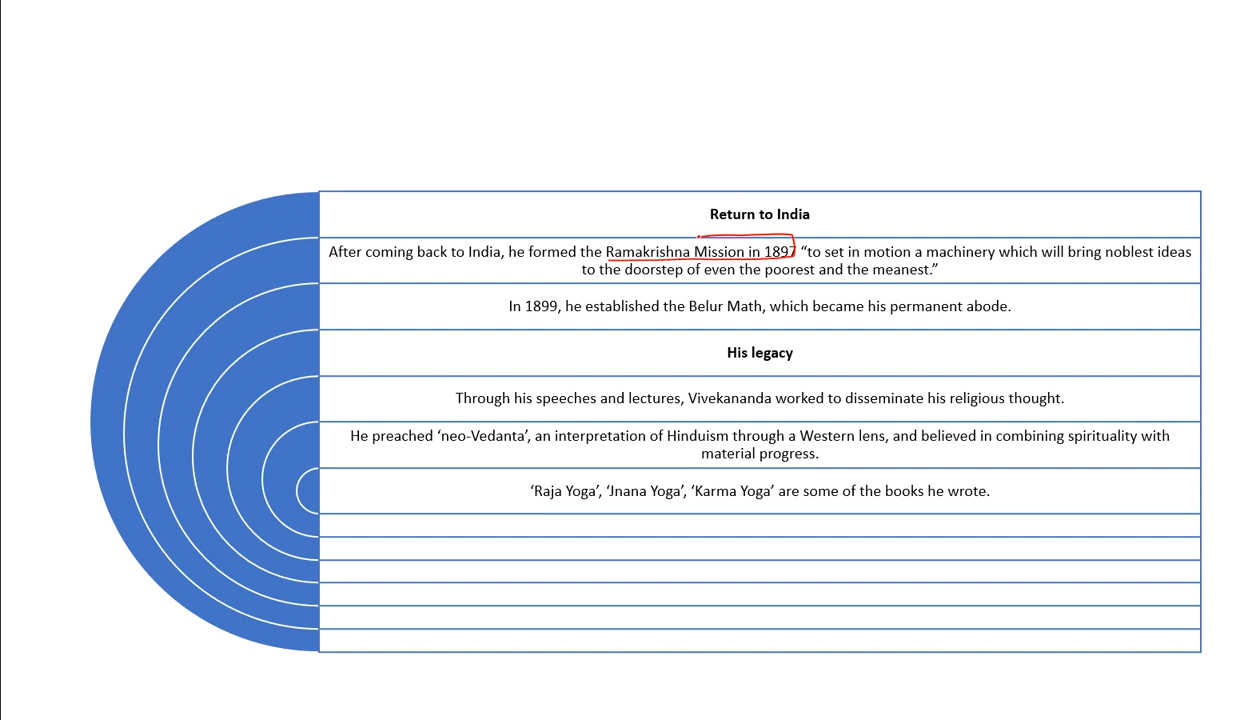 Return to India
After coming back to India, he formed the Ramakrishna Mission in 1897 “to set in motion a machinery which will bring noblest ideas
to the doorstep of even the poorest and the meanest.”
In 1899, he established the Belur Math, which became his permanent abode.
His legacy
Through his speeches and lectures, Vivekananda worked to disseminate his religious thought.
He preached ‘neo-Vedanta’, an interpretation of Hinduism through a Western lens, and believed in combining spirituality with
material progress.
‘Raja Yoga’, ‘Jnana Yoga’, ‘Karma Yoga’ are some of the books he wrote.